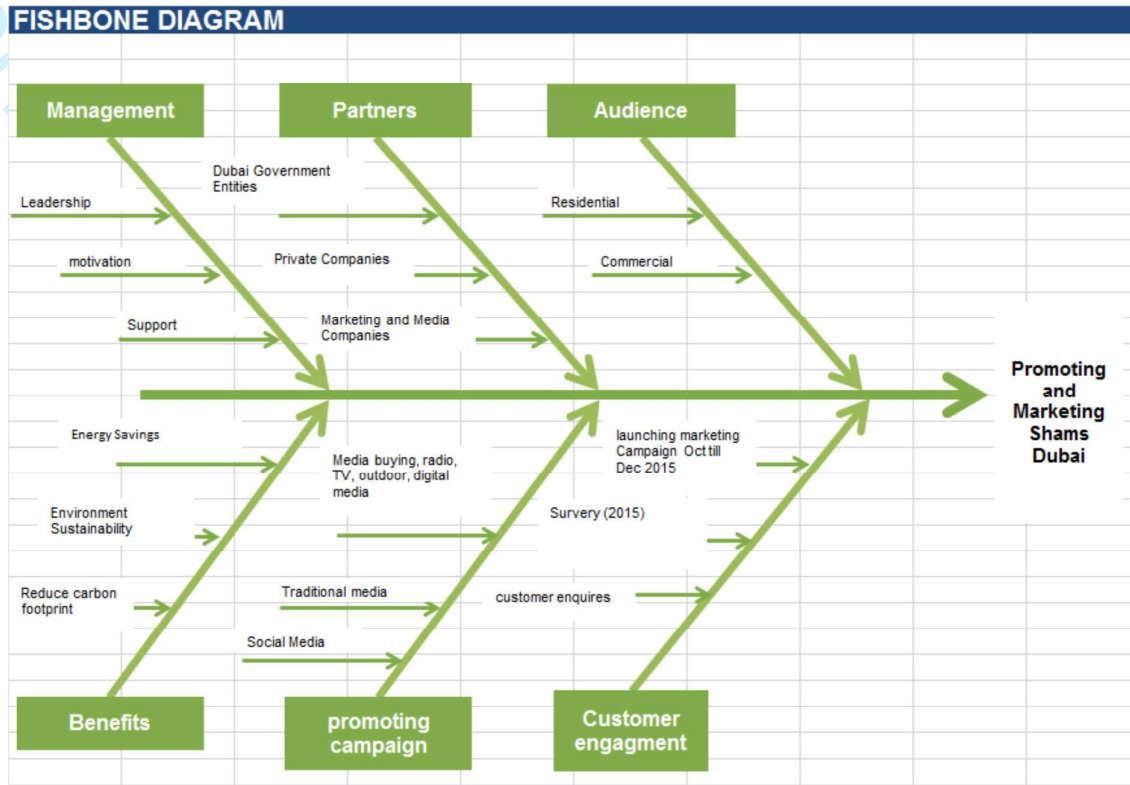 FISHBONE DIAGRAM
Management
Partners
Audience
Dubai Government
Entities
Leadership
Residential
motivation
Private Companies
Commercial
Support
Marketing and Media
Companies
Promoting
and
Marketing
Shams
Dubai
Energy Savings
Media buying, radio,
TV, outdoor, digital
media
launching marketing
Campaign Oct till
Dec 2015
Environment
Sustainability
Survery (2015)
Reduce carbon
footprint
Traditional media
customer enquires
Social Media
Benefits
promoting
campaign
Customer
engagment